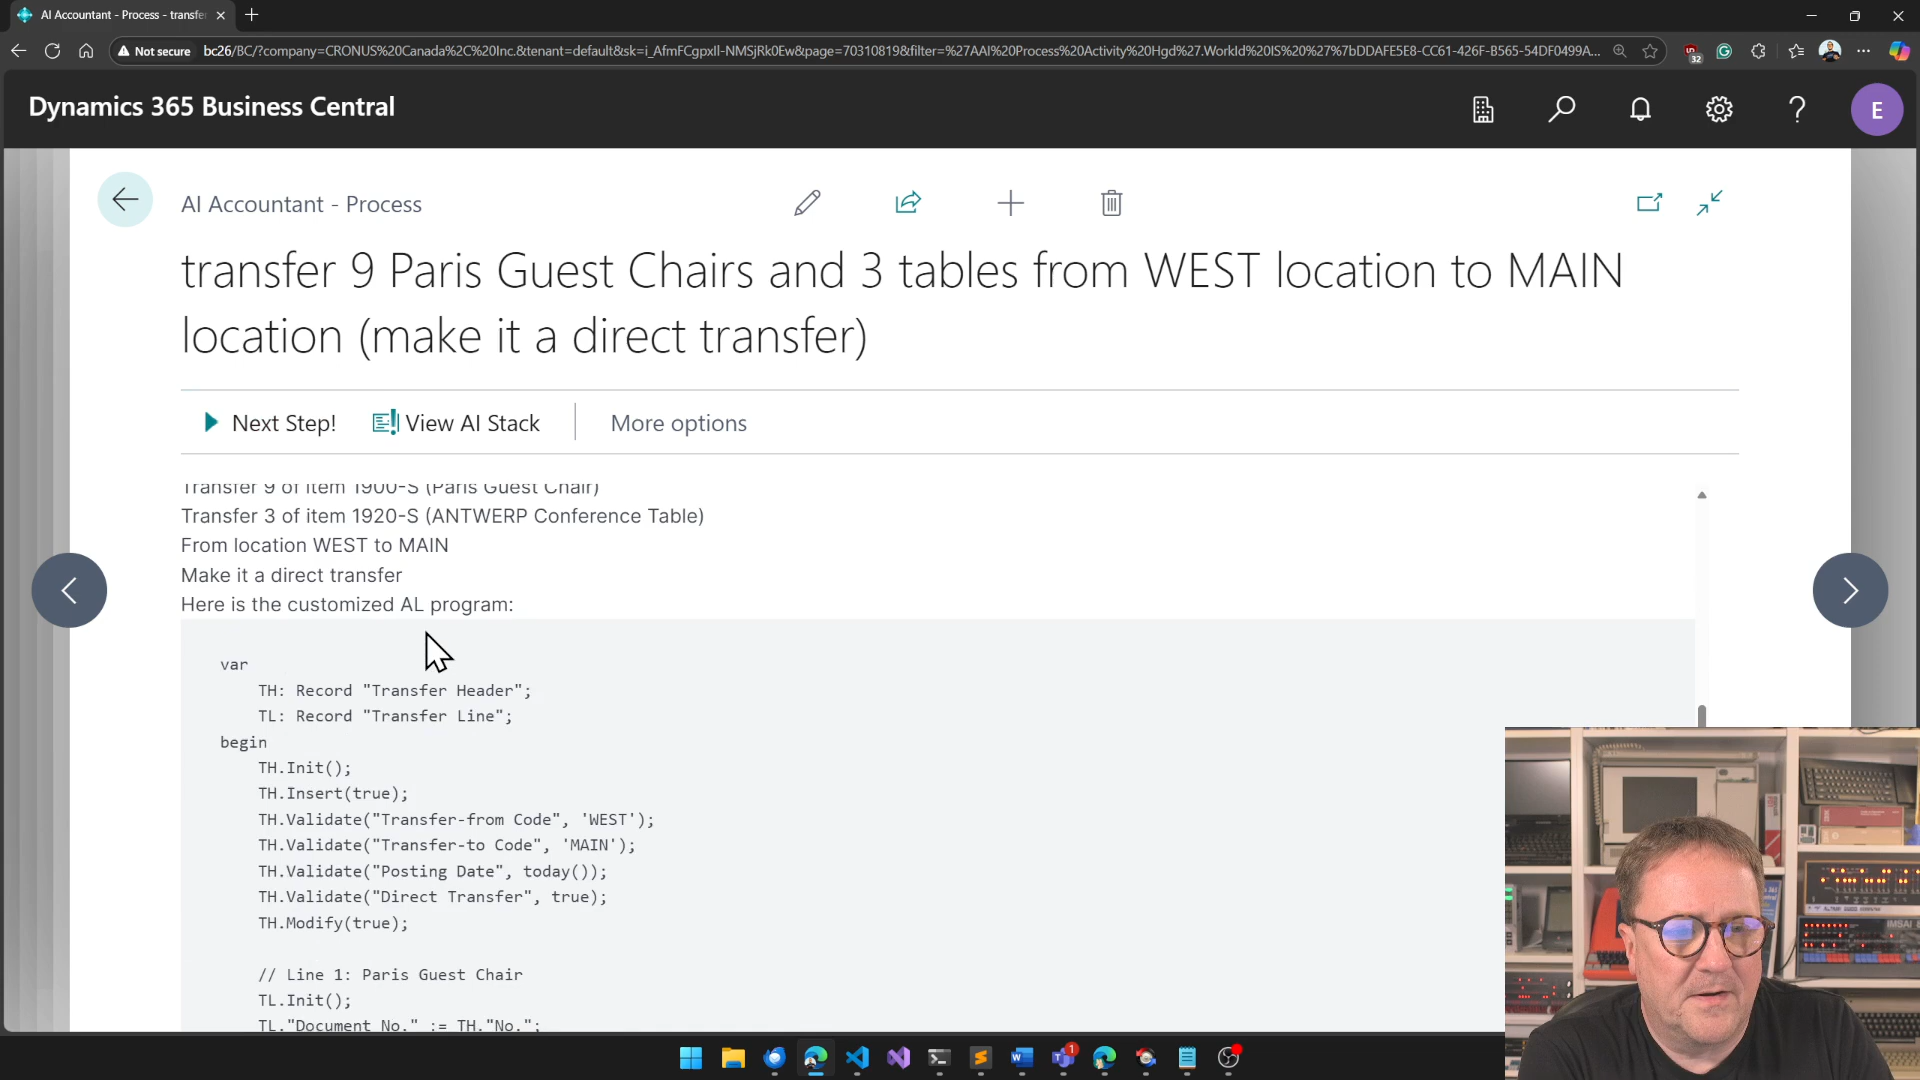 AI Accountant - Process - transfer
Not secure
bc26/BC/?company=CRONUS%20Canada%2C%20Inc.&tenant=default&sk=i_AfmFCgpxIl-NMSjRk0Ew&page=70310819&filter=%27AAI%20Process%20Activity%20Hgd%27.WorkId%20IS%20%27%7bDDAFE5E8-CC61-426F-B565-54DF0499A...
32
Dynamics 365 Business Central
E
AI Accountant - Process
transfer 9 Paris Guest Chairs and 3 tables from WEST location to MAIN
location (make it a direct transfer)
Next Step!
View AI Stack
More options
Transfer 9 of item 1900-S (Paris Guest Chair)
Transfer 3 of item 1920-S (ANTWERP Conference Table)
From location WEST to MAIN
Make it a direct transfer
Here is the customized AL program:
var
TH: Record "Transfer Header";
TL: Record "Transfer Line";
begin
TH.Init();
TH.Insert(true);
TH.Validate("Transfer-from Code", 'WEST');
TH.Validate("Transfer-to Code", 'MAIN');
TH.Validate("Posting Date", today());
TH.Validate("Direct Transfer", true);
TH.Modify(true);
// Line 1: Paris Guest Chair
TL.Init();
TL."Document No." := TH."No.";
IMSAI
1